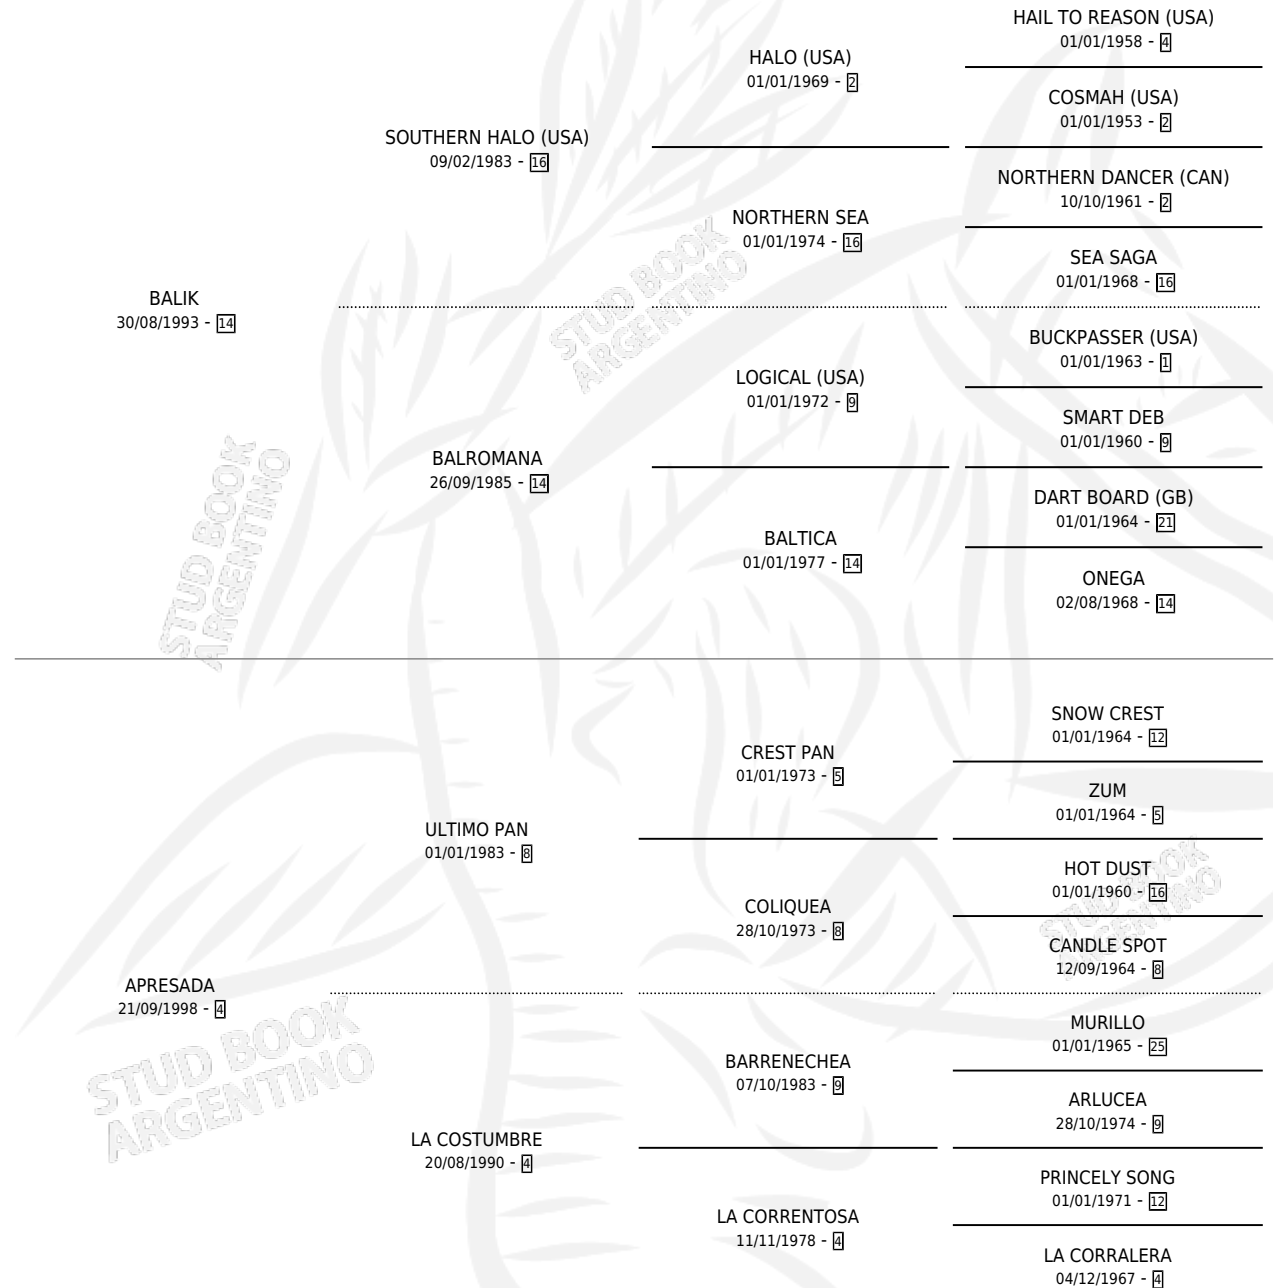 HAIL TO REASON (USA)
01/01/1958 - 4
HALO (USA)
01/01/1969 - 2
COSMAH (USA)
01/01/1953 - 2
SOUTHERN HALO (USA)
09/02/1983 - 16
NORTHERN DANCER (CAN)
10/10/1961 - 2
NORTHERN SEA
01/01/1974 - 16
SEA SAGA
01/01/1968 - 16
BALIK
30/08/1993 - 14
BUCKPASSER (USA)
01/01/1963 - 1
LOGICAL (USA)
01/01/1972 - 9
SMART DEB
01/01/1960 - 9
BALROMANA
26/09/1985 - 14
DART BOARD (GB)
01/01/1964 - 21
BALTICA
01/01/1977 - 14
ONEGA
02/08/1968 - 14
SNOW CREST
01/01/1964 - 12
CREST PAN
01/01/1973 - 5
ZUM
01/01/1964 - 5
ULTIMO PAN
01/01/1983 - 8
HOT DUST
01/01/1960 - 16
COLIQUEA
28/10/1973 - 8
CANDLE SPOT
12/09/1964 - 8
APRESADA
21/09/1998 - 4
MURILLO
01/01/1965 - 25
BARRENECHEA
07/10/1983 - 9
ARLUCEA
28/10/1974 - 9
LA COSTUMBRE
20/08/1990 - 4
PRINCELY SONG
01/01/1971 - 12
LA CORRENTOSA
11/11/1978 - 4
LA CORRALERA
04/12/1967 - 4
STUD BOOK
ARGENTINO
STUD BOOK
ARGENTINO
STUD BOOK
ARGENTINO
STUD BOOK
ARGENTINO